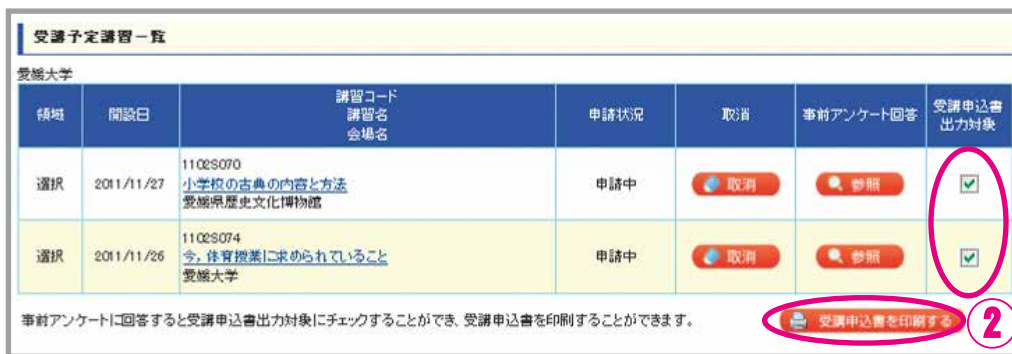 受講予定講習一覧
愛媛大学
領域 開設日 講習コード 講習名 会場名 申請状況 取消 事前アンケート回答 受講申込書出力対象
1102S070
選択 2011/11/27 小学校の古典の内容と方法 申請中 取消 参照
愛媛県歴史文化博物館
1102S074
選択 2011/11/26 今，体育授業に求められていること 申請中 取消 参照
愛媛大学
事前アンケートに回答すると受講申込書出力対象にチェックすることができ、受講申込書を印刷することができます。 受講申込書を印刷する 2